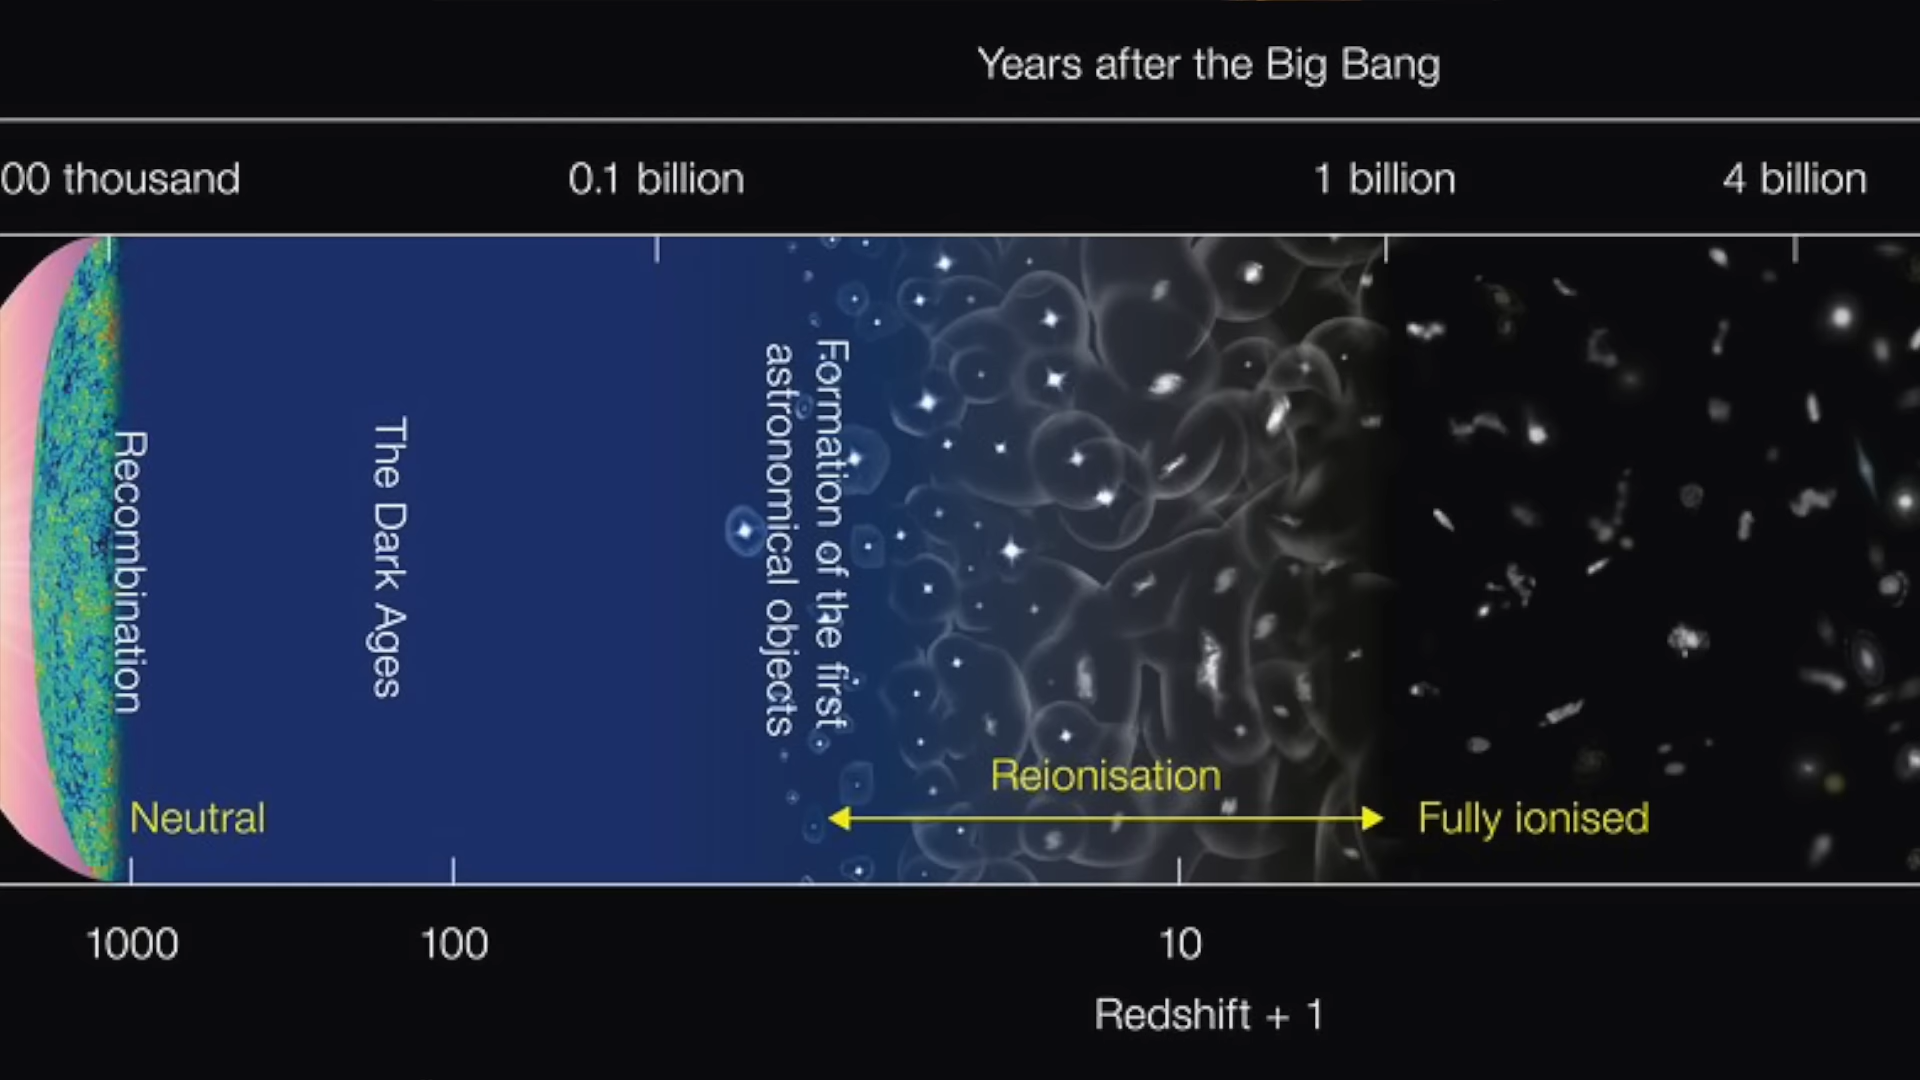 Years after the Big Bang
00 thousand
0.1 billion
1 billion
4 billion
Recombination
The Dark Ages
Formation of the first
astronomical objects
Reionisation
Neutral
Fully ionised
1000
100
10
Redshift + 1